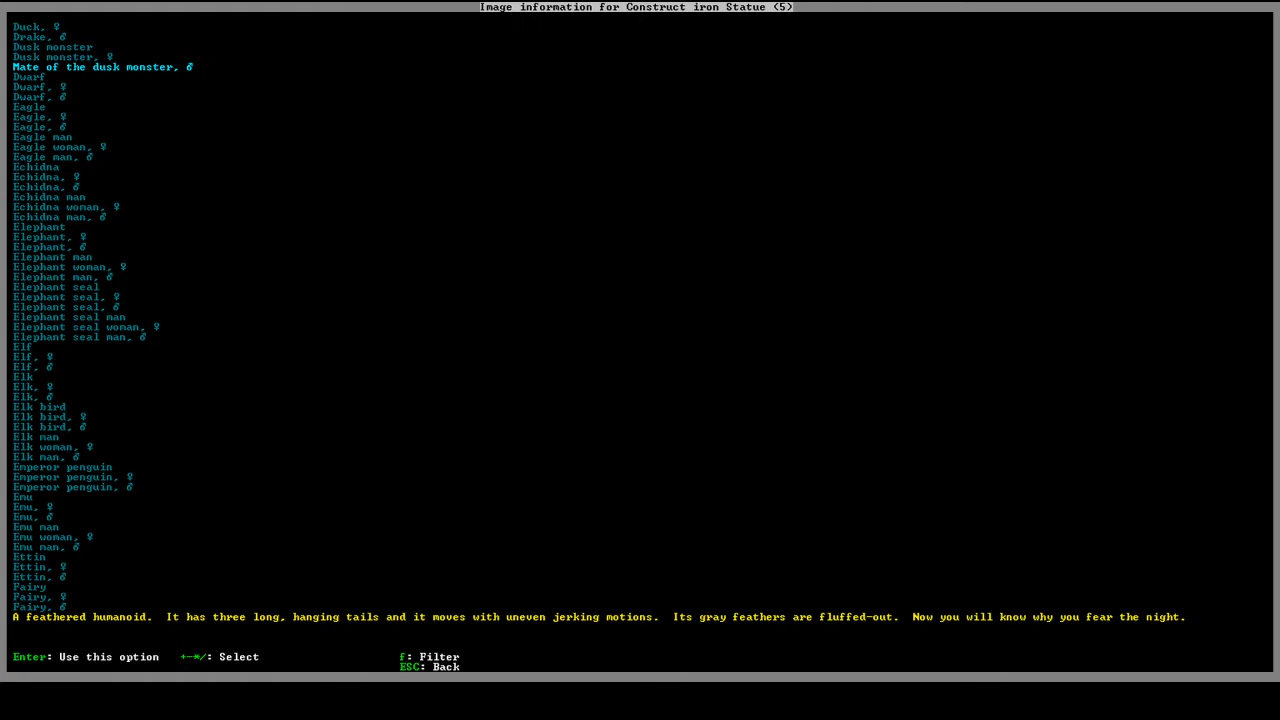 Image information for Construct iron Statue (5)
Duck, ♀
Drake, ♂
Dusk monster
Dusk monster, ♀
Mate of the dusk monster, ♂
Dwarf
Dwarf, ♀
Dwarf, ♂
Eagle
Eagle, ♀
Eagle, ♂
Eagle man
Eagle woman, ♀
Eagle man, ♂
Echidna
Echidna, ♀
Echidna, ♂
Echidna man
Echidna woman, ♀
Echidna man, ♂
Elephant
Elephant, ♀
Elephant, ♂
Elephant man
Elephant woman, ♀
Elephant man, ♂
Elephant seal
Elephant seal, ♀
Elephant seal, ♂
Elephant seal man
Elephant seal woman, ♀
Elephant seal man, ♂
Elf
Elf, ♀
Elf, ♂
Elk
Elk, ♀
Elk, ♂
Elk bird
Elk bird, ♀
Elk bird, ♂
Elk man
Elk woman, ♀
Elk man, ♂
Emperor penguin
Emperor penguin, ♀
Emperor penguin, ♂
Emu
Emu, ♀
Emu, ♂
Emu man
Emu woman, ♀
Emu man, ♂
Ettin
Ettin, ♀
Ettin, ♂
Fairy
Fairy, ♀
Fairy, ♂
A feathered humanoid.  It has three long, hanging tails and it moves with uneven jerking motions.  Its gray feathers are fluffed-out.  Now you will know why you fear the night.
Enter: Use this option   +-*/: Select   f: Filter
ESC: Back